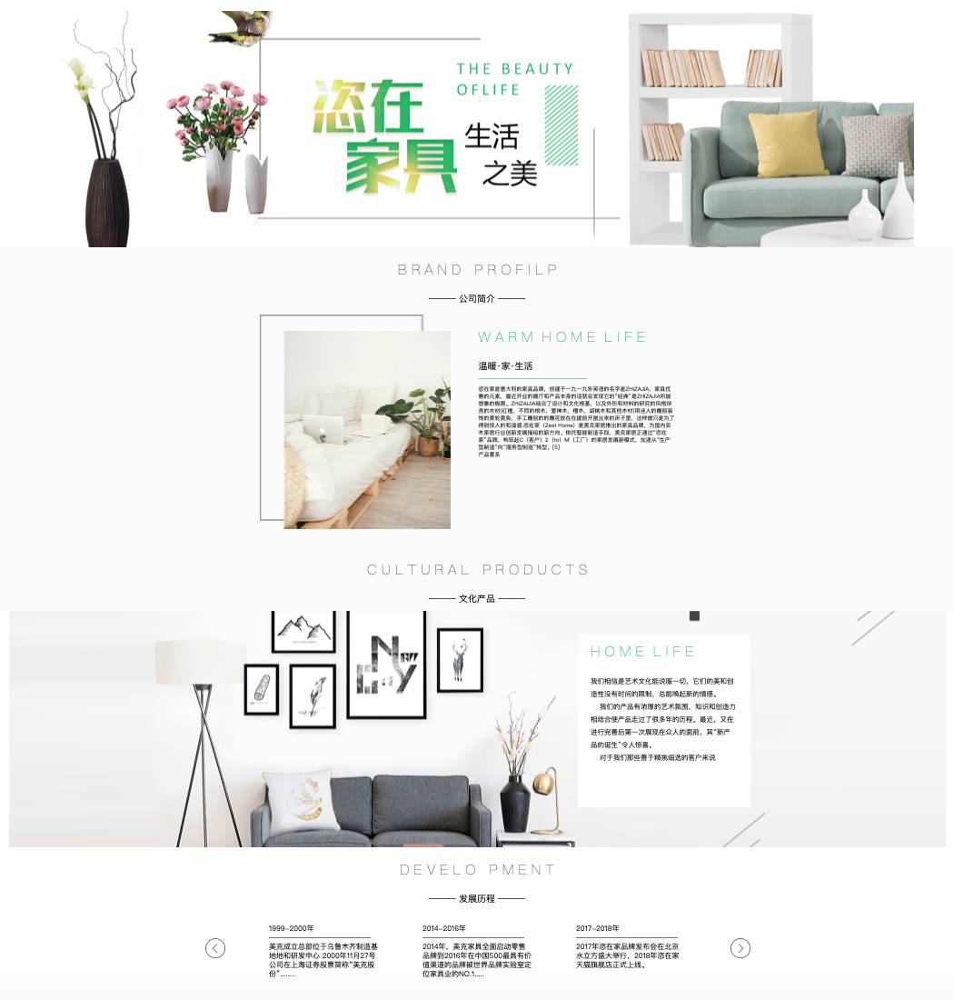 THE BEAUTY
OFLIFE
恣在
家具
生活
之美
BRAND PROFILP
公司简介
WARM HOME LIFE
温暖·家·生活
恣在家是意大利的家具品牌，创建于一九一九年英语的名字是ZHIZAJIA，家具优
雅的元素，最近开业的展厅和产品本身的话就会发现它的"经典"是ZHIZAJIA所能
想象的极限。ZHIZAIJIA结合了设计和文化根基，以及外形和材料的研究的风格珍
贵的木材(红檀，不同的根木，爱神木，檀木，胡桃木和其他木材)用迷人的雕刻装
饰的美轮美奂，手工雕刻的的雕花放在在提前开凿出来的床子里，这样做只是为了
得到惊人的和谐感.恣在家（Zest Home）是美克家居推出的家具品牌，为国内实
木家居行业创新发展描绘的新方向。依托智能制造手段，美克家居正通过"恣在
家"品牌，构筑起C（客户）2（to）M（工厂）的家居发展新模式，加速从"生产
型制造"向"服务型制造"转型。[5]
产品套系
CULTURAL PRODUCTS
文化产品
HOME LIFE
我们相信是艺术文化能说服一切，它们的美和创
造性没有时间的限制，总能唤起新的情感。
我们的产品有浓厚的艺术氛围，知识和创造力
相结合使产品走过了很多年的历程。最近，又在
进行完善后第一次展现在众人的面前，其"新产
品的诞生"令人惊喜。
对于我们那些善于精挑细选的客户来说
DEVELO PMENT
发展历程
1999-2000年
美克成立总部位于乌鲁木齐制造基
地地和研发中心 2000年11月27号
公司在上海证券股票简称"美克股
份"........
2014-2016年
2014年，美克家具全面启动零售
品牌到2016年在中国500最具有价
值渠道的品牌被世界品牌实验室定
位家具业的NO.1.....
2017-2018年
2017年恣在家品牌发布会在北京
水立方盛大举行，2018年恣在家
天猫旗舰店正式上线。